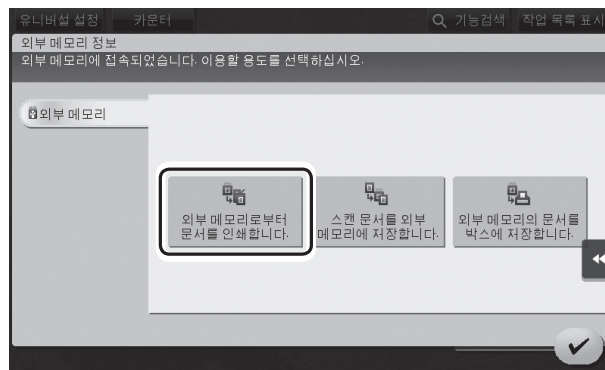 유니버설 설정 카운터 기능검색 작업 목록 표시
외부 메모리 정보
외부 메모리에 접속되었습니다. 이용할 용도를 선택하십시오.
외부 메모리
외부 메모리로부터
문서를 인쇄합니다.
스캔 문서를 외부
메모리에 저장합니다.
외부 메모리의 문서를
박스에 저장합니다.